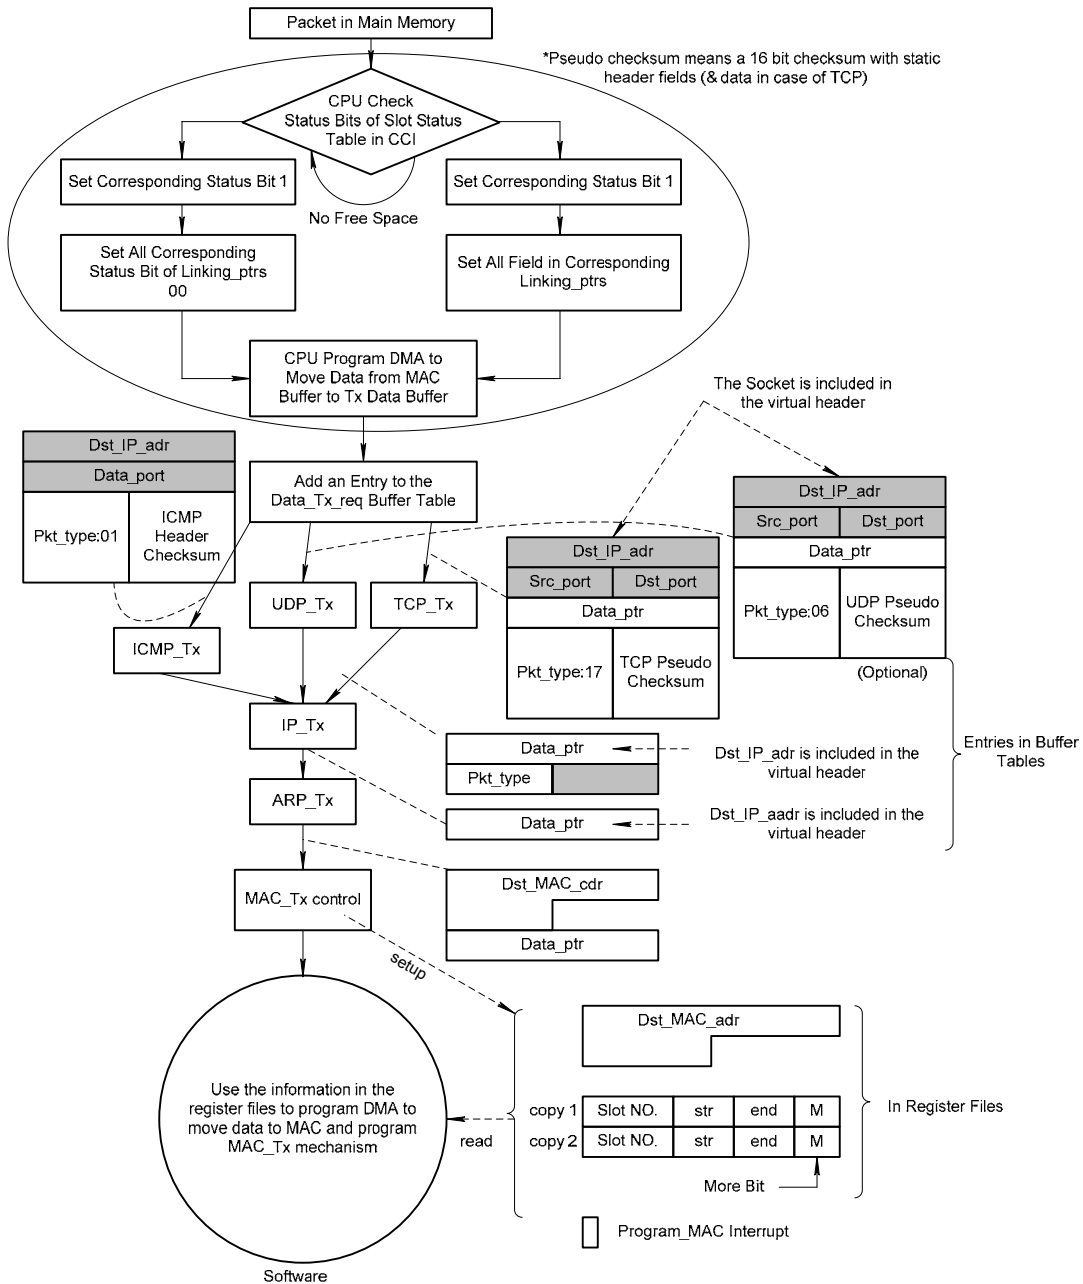 Packet in Main Memory
*Pseudo checksum means a 16 bit checksum with static
header fields (& data in case of TCP)
CPU Check
Status Bits of Slot Status
Table in CCI
Set Corresponding Status Bit 1
Set Corresponding Status Bit 1
No Free Space
Set All Corresponding
Status Bit of Linking_ptrs
00
Set All Field in Corresponding
Linking_ptrs
CPU Program DMA to
Move Data from MAC
Buffer to Tx Data Buffer
The Socket is included in
the virtual header
Dst_IP_adr
Data_port
Pkt_type:01
ICMP
Header
Checksum
Add an Entry to the
Data_Tx_req Buffer Table
Dst_IP_adr
Src_port
Dst_port
Data_ptr
Pkt_type:06
UDP Pseudo
Checksum
(Optional)
Dst_IP_adr
Src_port
Dst_port
Data_ptr
Pkt_type:17
TCP Pseudo
Checksum
UDP_Tx
TCP_Tx
ICMP_Tx
IP_Tx
Data_ptr
Pkt_type
Dst_IP_adr is included in the
virtual header
Entries in Buffer
Tables
ARP_Tx
Data_ptr
Dst_IP_aadr is included in the
virtual header
MAC_Tx control
Dst_MAC_cdr
Data_ptr
setup
Dst_MAC_adr
Use the information in the
register files to program DMA to
move data to MAC and program
MAC_Tx mechanism
read
copy 1
Slot NO.
str
end
M
copy 2
Slot NO.
str
end
M
In Register Files
More Bit
Program_MAC Interrupt
Software